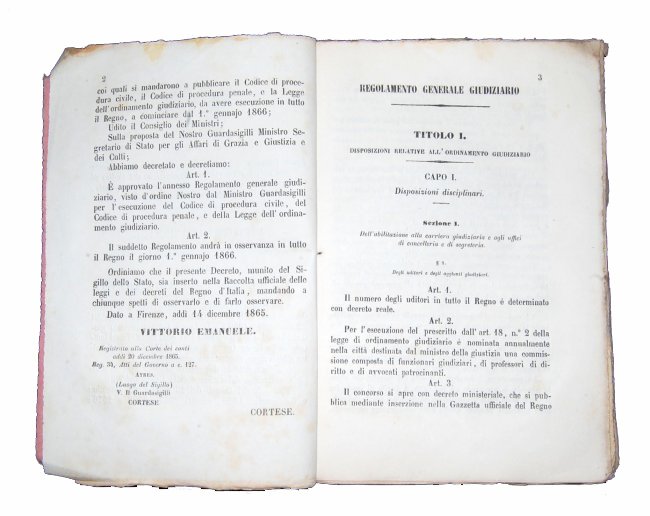 2
coi quali si mandarono a pubblicare il Codice di proce-
dura civile, il Codice di procedura penale, e la Legge
dell'ordinamento giudiziario, da avere esecuzione in tutto
il Regno, a cominciare dal 1.º gennajo 1866;
Udito il Consiglio dei Ministri;
Sulla proposta del Nostro Guardasigilli Ministro Se-
gretario di Stato per gli Affari di Grazia e Giustizia e
dei Culti;
Abbiamo decretato e decretiamo:
Art. 1.
È approvato l'annesso Regolamento generale giudi-
ziario, visto d'ordine Nostro dal Ministro Guardasigilli
per l'esecuzione del Codice di procedura civile, del
Codice di procedura penale, e della Legge dell'ordina-
mento giudiziario.
Art. 2.
Il suddetto Regolamento andrà in osservanza in tutto
il Regno il giorno 1.º gennajo 1866.
Ordiniamo che il presente Decreto, munito del Si-
gillo dello Stato, sia inserto nella Raccolta ufficiale delle
leggi e dei decreti del Regno d'Italia, mandando a
chiunque spetti di osservarlo e di farlo osservare.
Dato a Firenze, addì 14 dicembre 1865.
VITTORIO EMANUELE.
Registrato alla Corte dei conti
addì 20 dicembre 1865.
Reg. 34, Atti del Governo a c. 127.
AYRES
(Luogo del Sigillo)
V. Il Guardasigilli
CORTESE
CORTESE.
3
REGOLAMENTO GENERALE GIUDIZIARIO
TITOLO I.
DISPOSIZIONI RELATIVE ALL'ORDINAMENTO GIUDIZIARIO
CAPO I.
Disposizioni disciplinari.
Sezione 1.
Dell'abilitazione alla carriera giudiziaria e agli uffici
di cancelleria e di segreteria.
§ 1.
Degli uditori e degli aggiunti giudiziari.
Art. 1.
Il numero degli uditori in tutto il Regno è determinato
con decreto reale.
Art. 2.
Per l'esecuzione del prescritto dall'art. 18, n.º 2 della
legge di ordinamento giudiziario è nominata annualmente
nella città destinata dal ministro della giustizia una commis-
sione composta di funzionari giudiziari, di professori di di-
ritto e di avvocati patrocinanti.
Art. 3.
Il concorso si apre con decreto ministeriale, che si pub-
blica mediante inserzione nella Gazzetta ufficiale del Regno